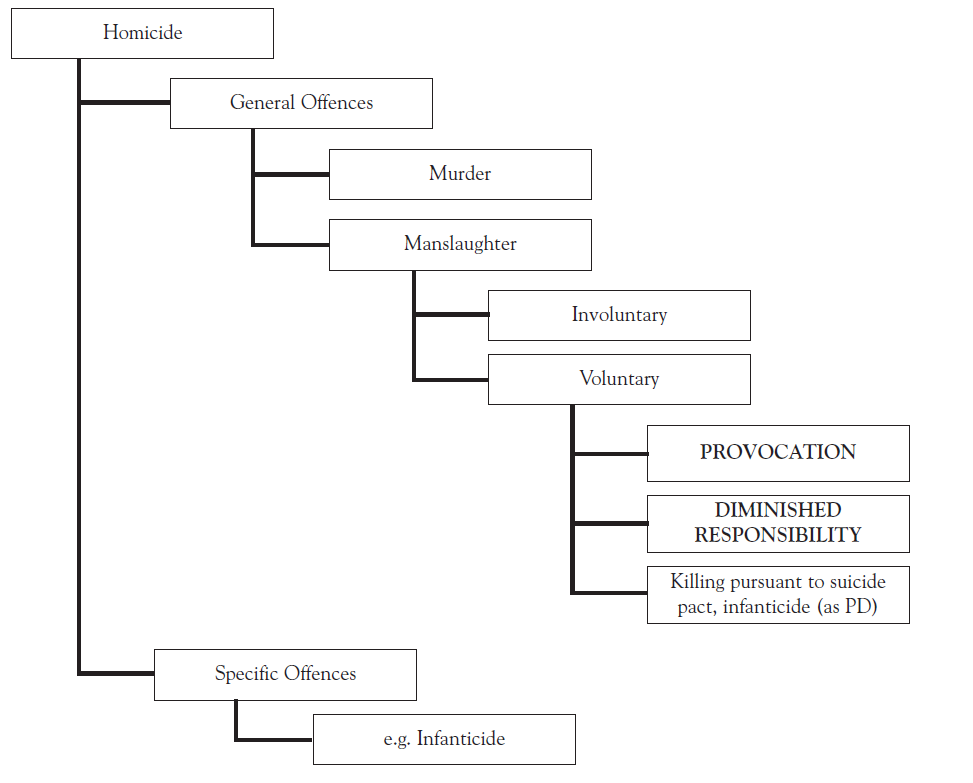 Homicide
General Offences
Murder
Manslaughter
Involuntary
Voluntary
PROVOCATION
DIMINISHED
RESPONSIBILITY
Killing pursuant to suicide
pact, infanticide (as PD)
Specific Offences
e.g. Infanticide